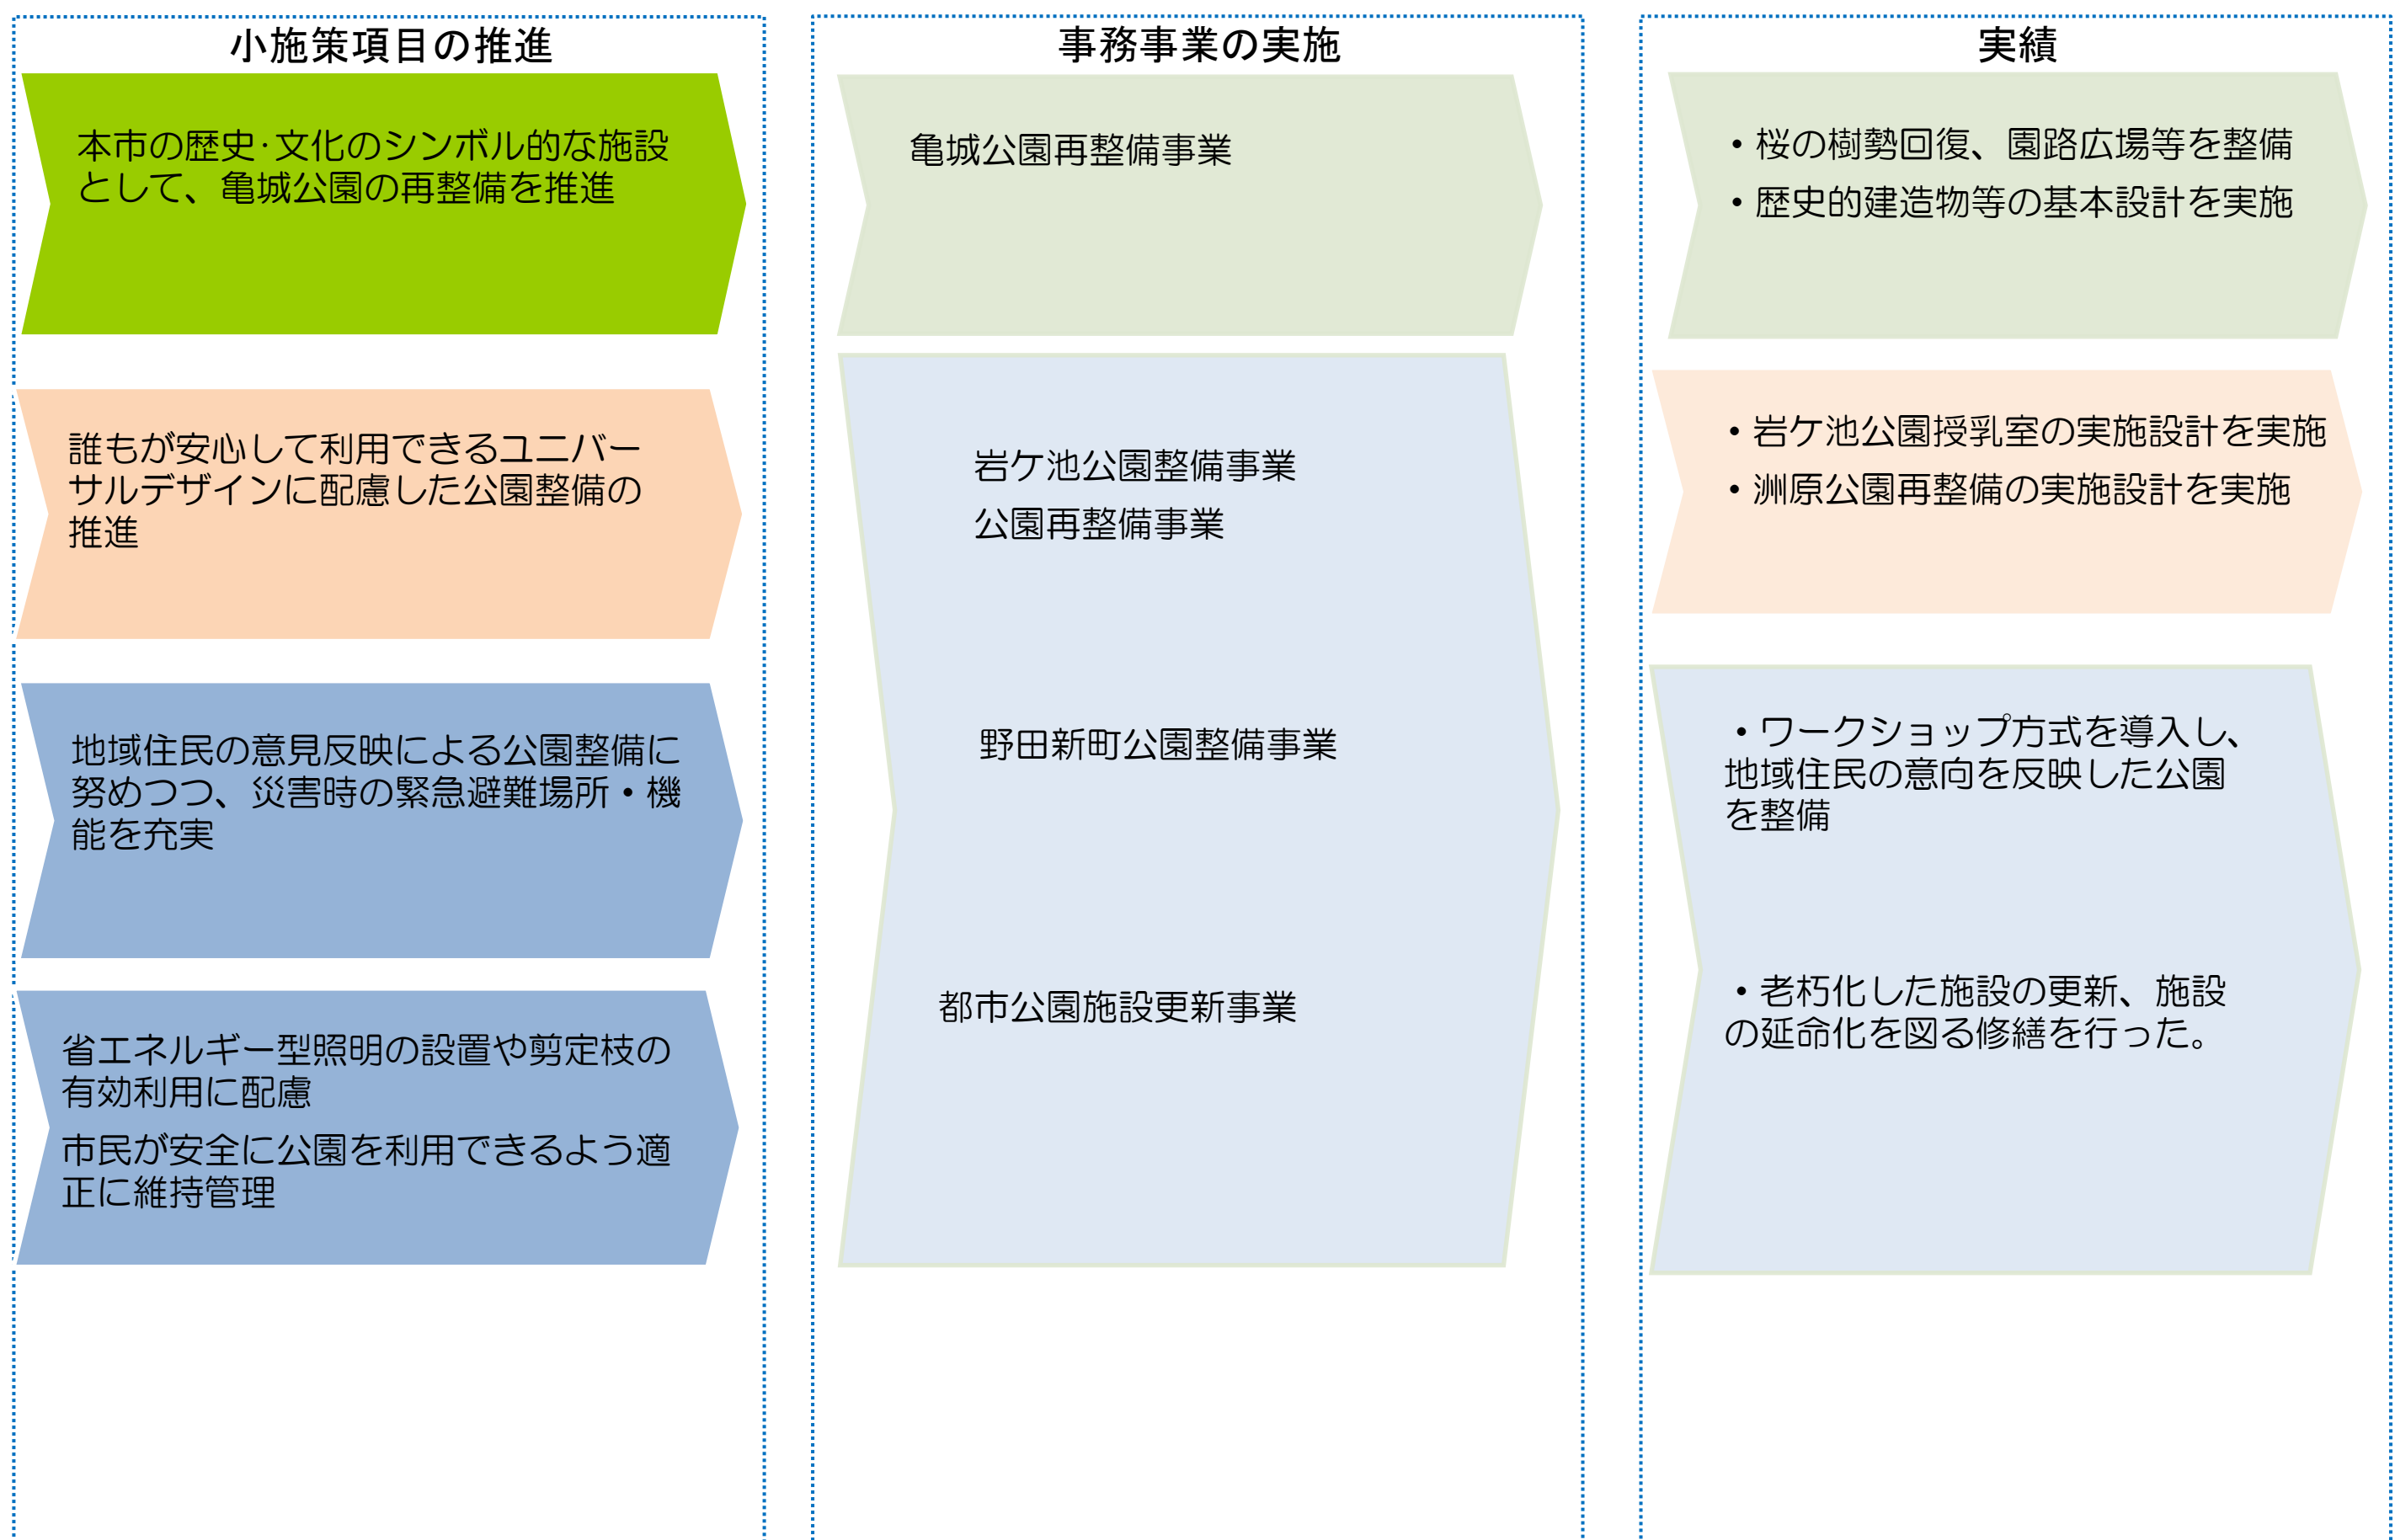 小施策項目の推進
本市の歴史･文化のシンボル的な施設
として、亀城公園の再整備を推進
誰もが安心して利用できるユニバー
サルデザインに配慮した公園整備の
推進
地域住民の意見反映による公園整備に
努めつつ、災害時の緊急避難場所・機
能を充実
省エネルギー型照明の設置や剪定枝の
有効利用に配慮
市民が安全に公園を利用できるよう適
正に維持管理
事務事業の実施
亀城公園再整備事業
岩ケ池公園整備事業
公園再整備事業
野田新町公園整備事業
都市公園施設更新事業
実績
・桜の樹勢回復、園路広場等を整備
・歴史的建造物等の基本設計を実施
・岩ケ池公園授乳室の実施設計を実施
・洲原公園再整備の実施設計を実施
・ワークショップ方式を導入し、
地域住民の意向を反映した公園
を整備
・老朽化した施設の更新、施設
の延命化を図る修繕を行った。